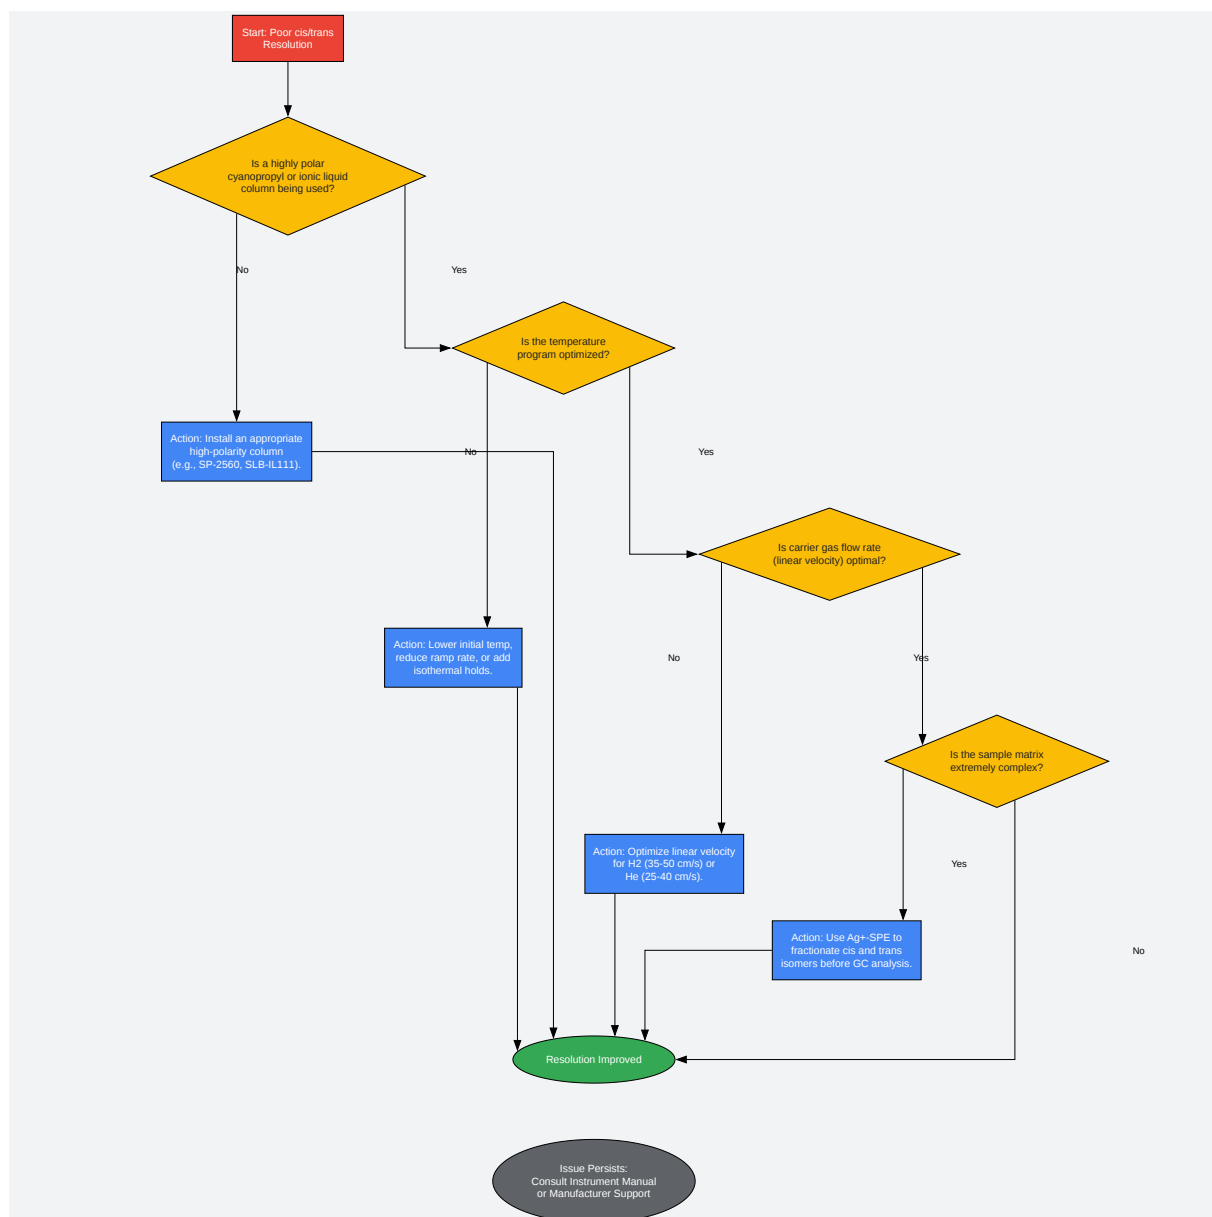 Start: Poor cis/trans
Resolution
Is a highly polar
cyanopropyl or ionic liquid
column being used?
No
Yes
Is the temperature
program optimized?
Action: Install an appropriate
high-polarity column
(e.g., SP-2560, SLB-IL111).
No
Yes
Is carrier gas flow rate
(linear velocity) optimal?
Action: Lower initial temp,
reduce ramp rate, or add
isothermal holds.
No
Yes
Is the sample matrix
extremely complex?
Action: Optimize linear velocity
for H2 (35-50 cm/s) or
He (25-40 cm/s).
Yes
Action: Use Ag+-SPE to
fractionate cis and trans
isomers before GC analysis.
No
Resolution Improved
Issue Persists:
Consult Instrument Manual
or Manufacturer Support